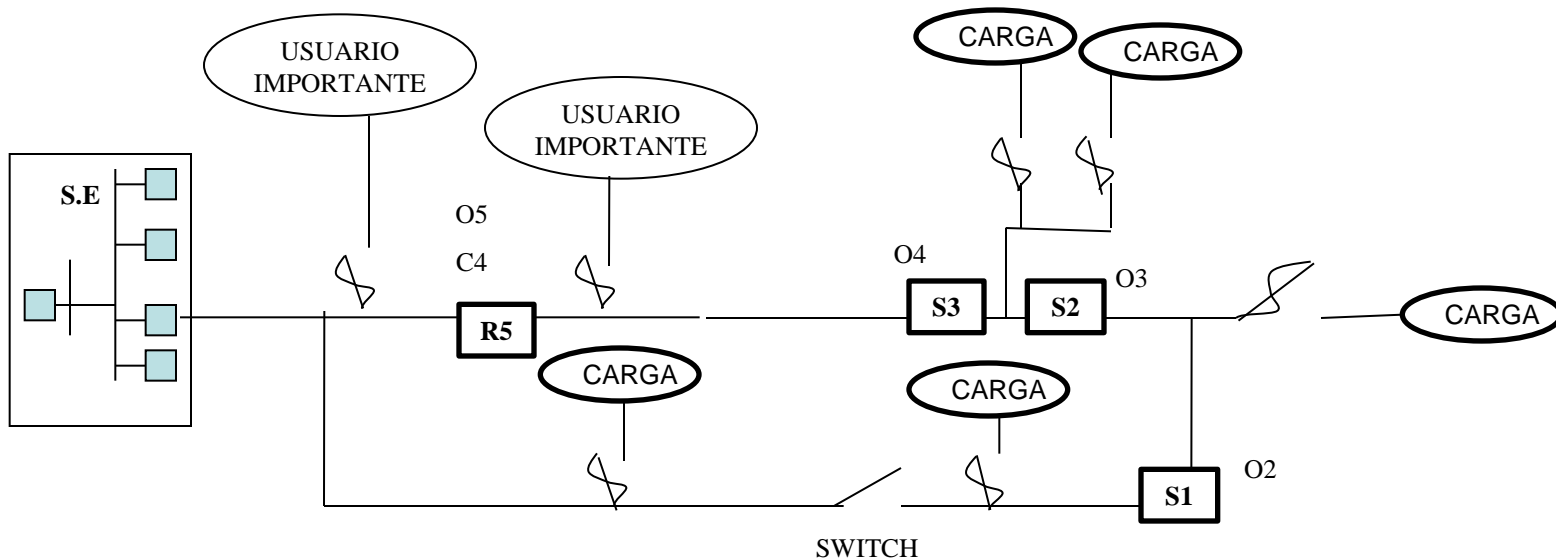 USUARIO
IMPORTANTE
USUARIO
IMPORTANTE
CARGA
CARGA
S.E
O5
C4
R5
O4
S3
S2
O3
CARGA
CARGA
CARGA
S1
O2
SWITCH